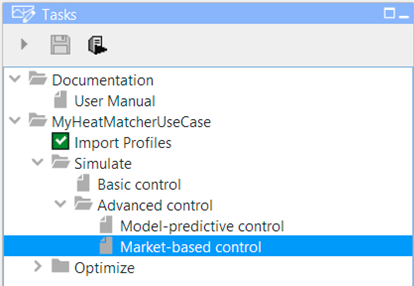 Tasks
Documentation
User Manual
MyHeatMatcherUseCase
Import Profiles
Simulate
Basic control
Advanced control
Model-predictive control
Market-based control
Optimize